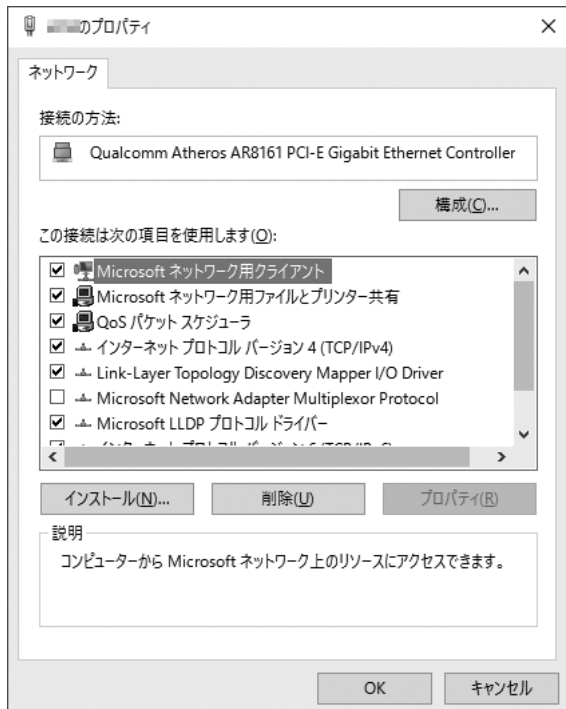 のプロパティ
ネットワーク
接続の方法:
Qualcomm Atheros AR8161 PCI-E Gigabit Ethernet Controller
構成(C)...
この接続は次の項目を使用します(O):
Microsoft ネットワーク用クライアント
Microsoft ネットワーク用ファイルとプリンター共有
QoS パケット スケジューラ
インターネット プロトコル バージョン 4 (TCP/IPv4)
Link-Layer Topology Discovery Mapper I/O Driver
Microsoft Network Adapter Multiplexor Protocol
Microsoft LLDP プロトコル ドライバー
インストール(N)...
削除(U)
プロパティ(R)
説明
コンピューターから Microsoft ネットワーク上のリソースにアクセスできます。
OK
キャンセル